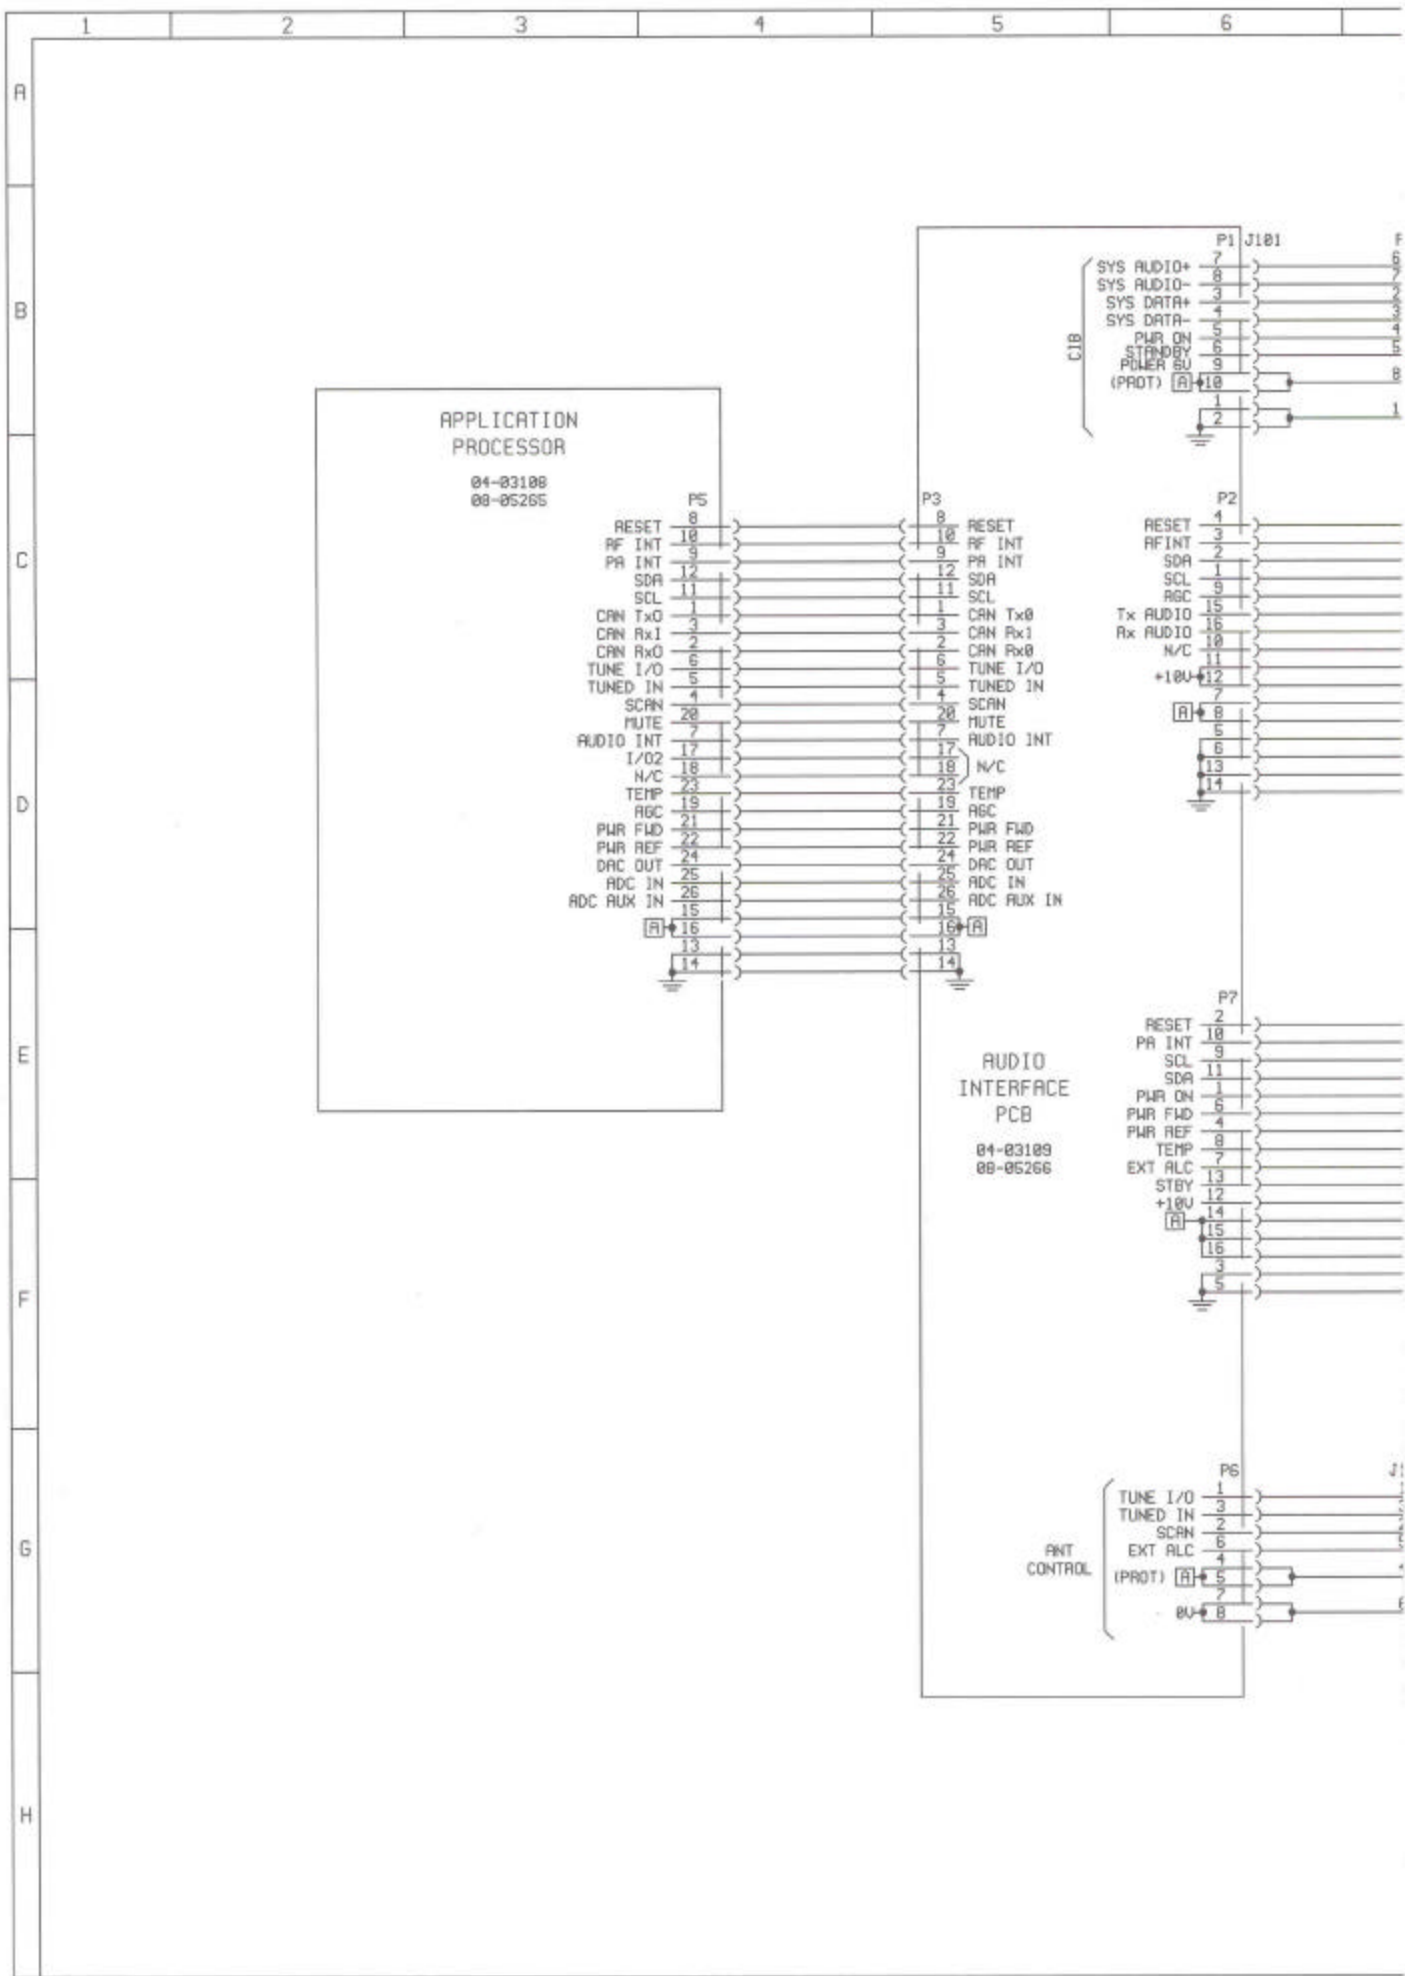 1 2 3 4 5 6
A
B
C
D
E
F
G
H
APPLICATION
PROCESSOR
04-03108
08-05265
P5
RESET 8
RF INT 10
PA INT 9
SDA 12
SCL 11
CAN TxO 1
CAN RxI 3
CAN RxO 2
TUNE I/O 6
TUNED IN 5
SCAN 4
MUTE 20
AUDIO INT 7
I/O2 17
N/C 18
TEMP 23
AGC 19
PWR FWD 21
PWR REF 22
DAC OUT 24
ADC IN 25
ADC AUX IN 26
15
A 16
13
14
P3
8 RESET
10 RF INT
9 PA INT
12 SDA
11 SCL
1 CAN Tx0
3 CAN Rx1
2 CAN Rx0
6 TUNE I/O
5 TUNED IN
4 SCAN
20 MUTE
7 AUDIO INT
17
18 N/C
23 TEMP
19 AGC
21 PWR FWD
22 PWR REF
24 DAC OUT
25 ADC IN
26 ADC AUX IN
15
16 A
13
14
AUDIO
INTERFACE
PCB
04-03109
08-05266
P1 J101
CIB
SYS AUDIO+ 7 6
SYS AUDIO- 8 7
SYS DATA+ 3 2
SYS DATA- 4 3
PWR ON 5 4
STANDBY 6 5
POWER 6V 9
(PROT) A 10 8
1 1
2
P2
RESET 4
RFINT 3
SDA 2
SCL 1
AGC 9
Tx AUDIO 15
Rx AUDIO 16
N/C 10
11
+10V 12
7
A 8
5
6
13
14
P7
RESET 2
PA INT 10
SCL 9
SDA 11
PWR ON 1
PWR FWD 6
PWR REF 4
TEMP 8
EXT ALC 7
STBY 13
+10V 12
A 14
15
16
3
5
P6
ANT
CONTROL
TUNE I/O 1
TUNED IN 3
SCAN 2
EXT ALC 6
4
(PROT) A 5
7
0V 8